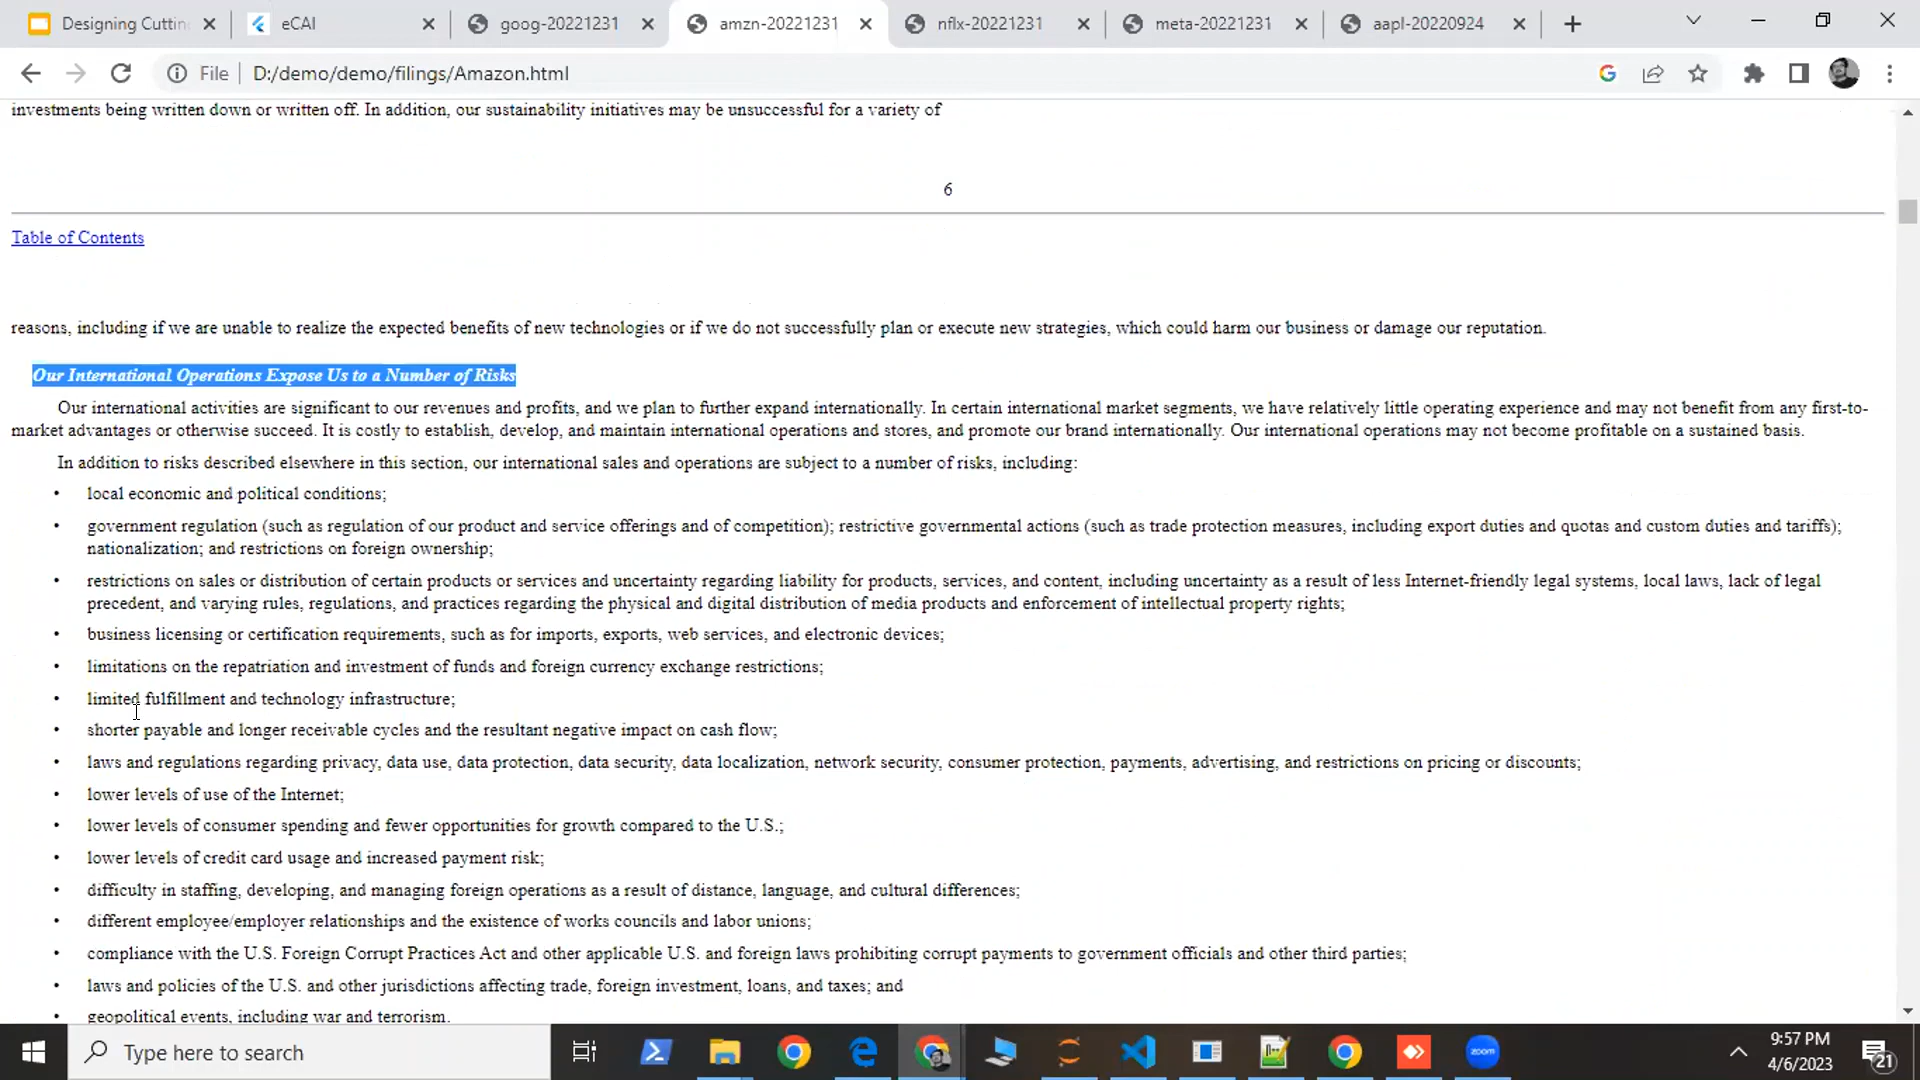 Designing Cuttin
eCAI
goog-20221231
amzn-20221231
nflx-20221231
meta-20221231
aapl-20220924
File
D:/demo/demo/filings/Amazon.html
investments being written down or written off. In addition, our sustainability initiatives may be unsuccessful for a variety of
6
Table of Contents
reasons, including if we are unable to realize the expected benefits of new technologies or if we do not successfully plan or execute new strategies, which could harm our business or damage our reputation.
Our International Operations Expose Us to a Number of Risks
Our international activities are significant to our revenues and profits, and we plan to further expand internationally. In certain international market segments, we have relatively little operating experience and may not benefit from any first-to-
market advantages or otherwise succeed. It is costly to establish, develop, and maintain international operations and stores, and promote our brand internationally. Our international operations may not become profitable on a sustained basis.
In addition to risks described elsewhere in this section, our international sales and operations are subject to a number of risks, including:
• local economic and political conditions;
• government regulation (such as regulation of our product and service offerings and of competition); restrictive governmental actions (such as trade protection measures, including export duties and quotas and custom duties and tariffs);
nationalization; and restrictions on foreign ownership;
• restrictions on sales or distribution of certain products or services and uncertainty regarding liability for products, services, and content, including uncertainty as a result of less Internet-friendly legal systems, local laws, lack of legal
precedent, and varying rules, regulations, and practices regarding the physical and digital distribution of media products and enforcement of intellectual property rights;
• business licensing or certification requirements, such as for imports, exports, web services, and electronic devices;
• limitations on the repatriation and investment of funds and foreign currency exchange restrictions;
• limited fulfillment and technology infrastructure;
• shorter payable and longer receivable cycles and the resultant negative impact on cash flow;
• laws and regulations regarding privacy, data use, data protection, data security, data localization, network security, consumer protection, payments, advertising, and restrictions on pricing or discounts;
• lower levels of use of the Internet;
• lower levels of consumer spending and fewer opportunities for growth compared to the U.S.;
• lower levels of credit card usage and increased payment risk;
• difficulty in staffing, developing, and managing foreign operations as a result of distance, language, and cultural differences;
• different employee/employer relationships and the existence of works councils and labor unions;
• compliance with the U.S. Foreign Corrupt Practices Act and other applicable U.S. and foreign laws prohibiting corrupt payments to government officials and other third parties;
• laws and policies of the U.S. and other jurisdictions affecting trade, foreign investment, loans, and taxes; and
• geopolitical events, including war and terrorism.
Type here to search
zoom
9:57 PM
4/6/2023
21